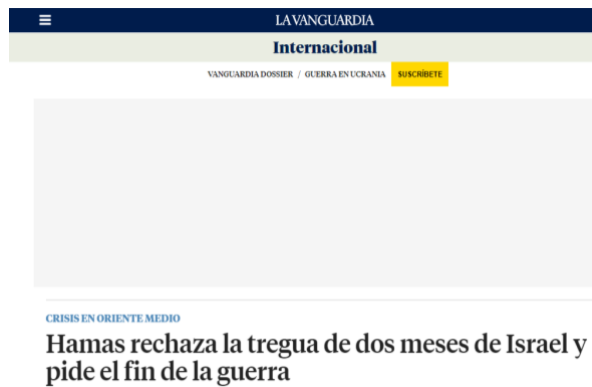 LA VANGUARDIA
Internacional
VANGUARDIA DOSSIER / GUERRA EN UCRANIA SUSCRÍBETE
CRISIS EN ORIENTE MEDIO
Hamas rechaza la tregua de dos meses de Israel y
pide el fin de la guerra